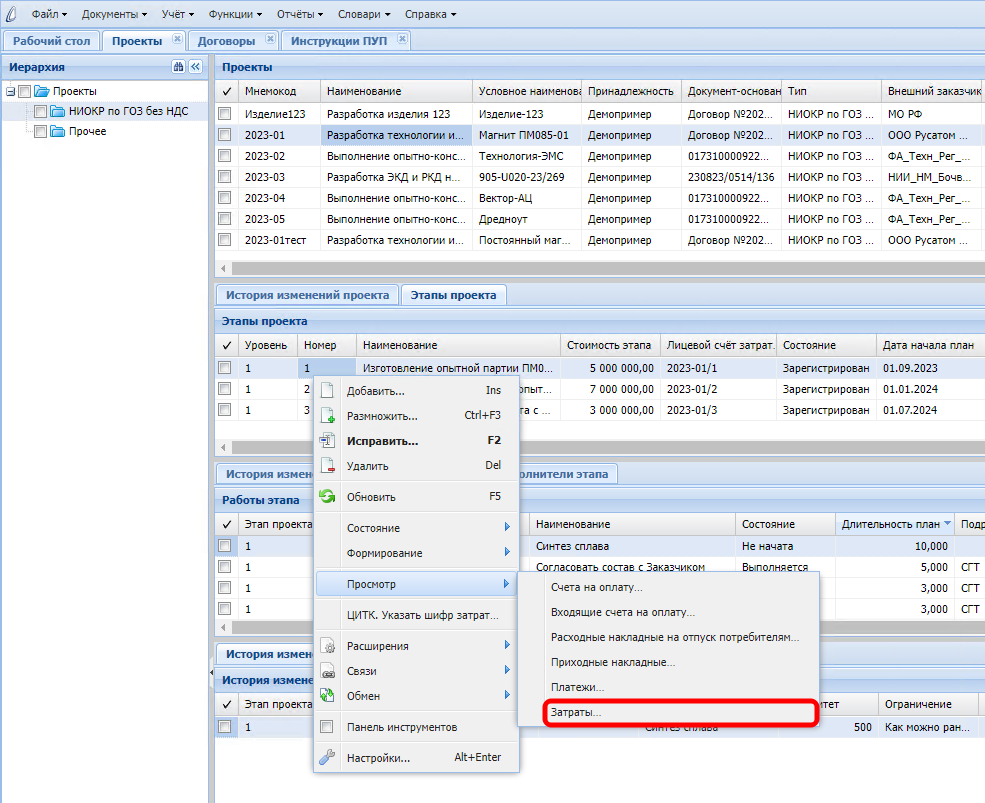 Файл Документы Учёт Функции Отчёты Словари Справка
Рабочий стол Проекты Договоры Инструкции ПУП
Иерархия
Проекты
НИОКР по ГОЗ без НДС
Прочее
Проекты
Мнемокод Наименование Условное наименова Принадлежность Документ-основан Тип Внешний заказчик
Изделие123 Разработка изделия 123 Изделие-123 Демопример Договор №202... НИОКР по ГОЗ ... МО РФ
2023-01 Разработка технологии и... Магнит ПМ085-01 Демопример Договор №202... НИОКР по ГОЗ ... ООО Русатом ...
2023-02 Выполнение опытно-конс... Технология-ЭМС Демопример 017310000922... НИОКР по ГОЗ ... ФА_Техн_Рег_...
2023-03 Разработка ЭКД и РКД н... 905-U020-23/269 Демопример 230823/0514/136 НИОКР по ГОЗ ... НИИ_НМ_Бочв...
2023-04 Выполнение опытно-конс... Вектор-АЦ Демопример 017310000922... НИОКР по ГОЗ ... ФА_Техн_Рег_...
2023-05 Выполнение опытно-конс... Дредноут Демопример 017310000922... НИОКР по ГОЗ ... ФА_Техн_Рег_...
2023-01тест Разработка технологии и... Постоянный маг... Демопример Договор №202... НИОКР по ГОЗ ... ООО Русатом ...
История изменений проекта Этапы проекта
Этапы проекта
Уровень Номер Наименование Стоимость этапа Лицевой счёт затрат. Состояние Дата начала план
1 1 Изготовление опытной партии ПМ0... 5 000 000,00 2023-01/1 Зарегистрирован 01.09.2023
1 2 опыт... 7 000 000,00 2023-01/2 Зарегистрирован 01.01.2024
1 3 та с ... 3 000 000,00 2023-01/3 Зарегистрирован 01.07.2024
История измен олнители этапа
Работы этапа
Этап проекта Наименование Состояние Длительность план Подр
1 Синтез сплава Не начата 10,000
1 Согласовать состав с Заказчиком Выполняется 5,000 СГТ
1 3,000 СГТ
1 3,000 СГТ
История измен
История измене
Этап проекта тет Ограничение
1 Синтез сплава 500 Как можно ран...
Добавить... Ins
Размножить... Ctrl+F3
Исправить... F2
Удалить Del
Обновить F5
Состояние
Формирование
Просмотр
ЦИТК. Указать шифр затрат...
Расширения
Связи
Обмен
Панель инструментов
Настройки... Alt+Enter
Счета на оплату...
Входящие счета на оплату...
Расходные накладные на отпуск потребителям...
Приходные накладные...
Платежи...
Затраты...